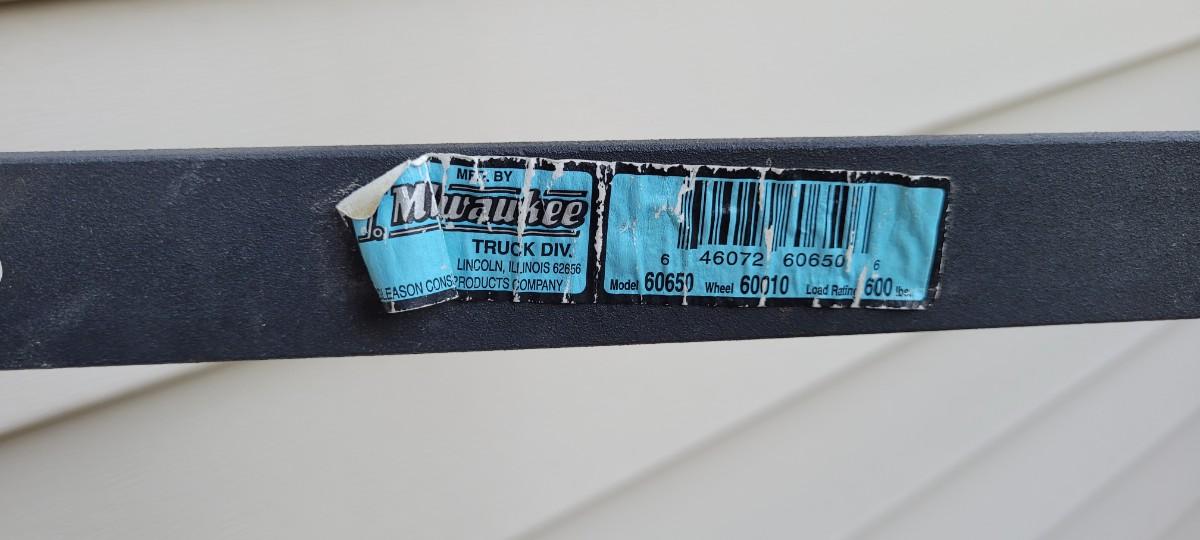 MFG. BY
Milwaukee
TRUCK DIV.
LINCOLN, ILLINOIS 62656
GLEASON CONS PRODUCTS COMPANY
6 46072 60650 6
Model 60650 Wheel 60010 Load Rating 600 lbs.